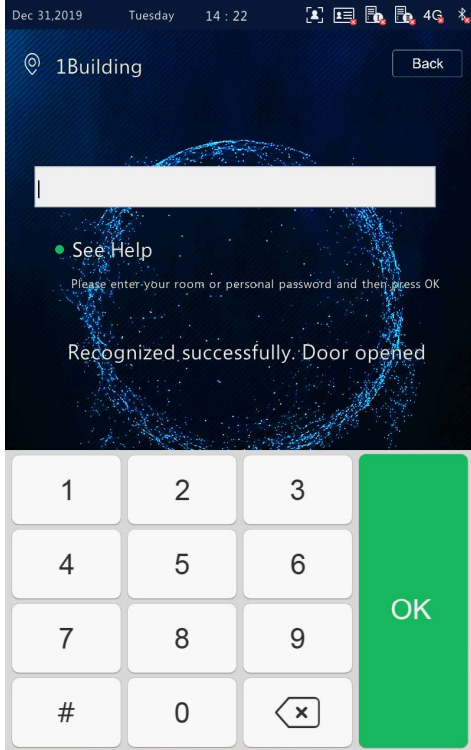 Dec 31,2019 Tuesday 14 : 22 4G
1Building Back
See Help
Please enter your room or personal password and then press OK
Recognized successfully. Door opened
1 2 3
4 5 6
OK
7 8 9
# 0